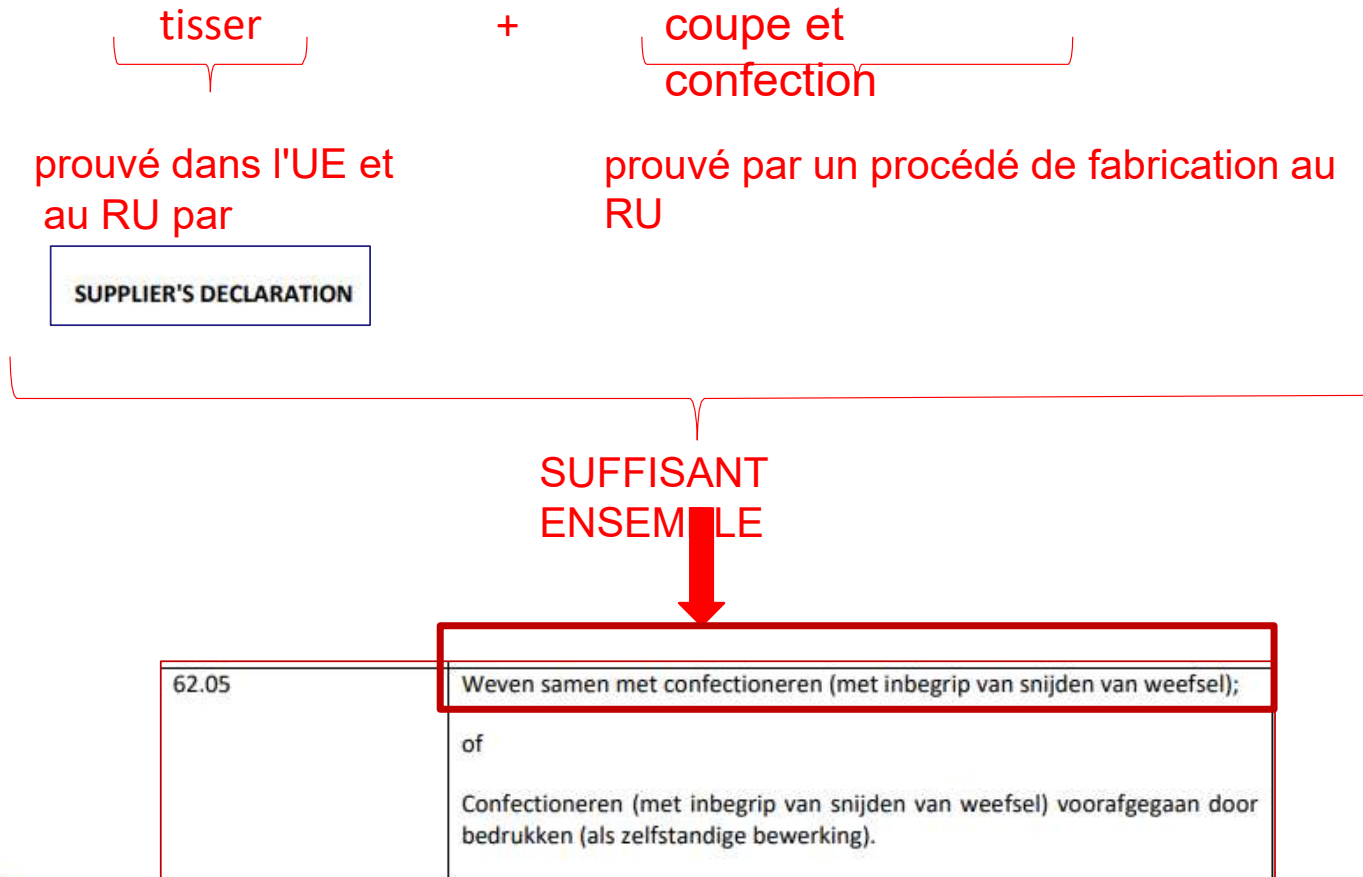 tisser + coupe et
confection
prouvé dans l'UE et
au RU par
prouvé par un procédé de fabrication au
RU
SUPPLIER'S DECLARATION
SUFFISANT
ENSEM LE
62.05 Weven samen met confectioneren (met inbegrip van snijden van weefsel);
of
Confectioneren (met inbegrip van snijden van weefsel) voorafgegaan door
bedrukken (als zelfstandige bewerking).